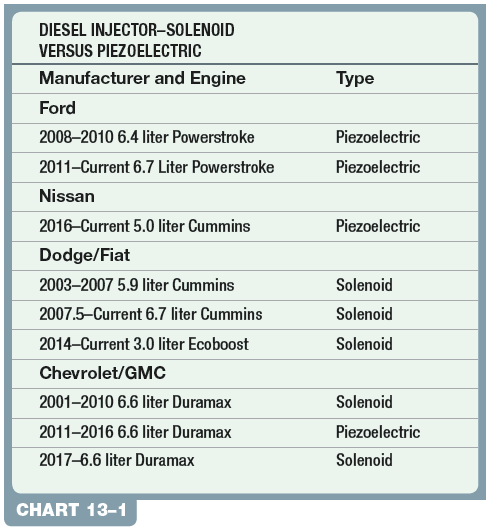 DIESEL INJECTOR–SOLENOID
VERSUS PIEZOELECTRIC
Manufacturer and Engine Type
Ford
2008–2010 6.4 liter Powerstroke Piezoelectric
2011–Current 6.7 Liter Powerstroke Piezoelectric
Nissan
2016–Current 5.0 liter Cummins Piezoelectric
Dodge/Fiat
2003–2007 5.9 liter Cummins Solenoid
2007.5–Current 6.7 liter Cummins Solenoid
2014–Current 3.0 liter Ecoboost Solenoid
Chevrolet/GMC
2001–2010 6.6 liter Duramax Solenoid
2011–2016 6.6 liter Duramax Piezoelectric
2017–6.6 liter Duramax Solenoid
CHART 13–1